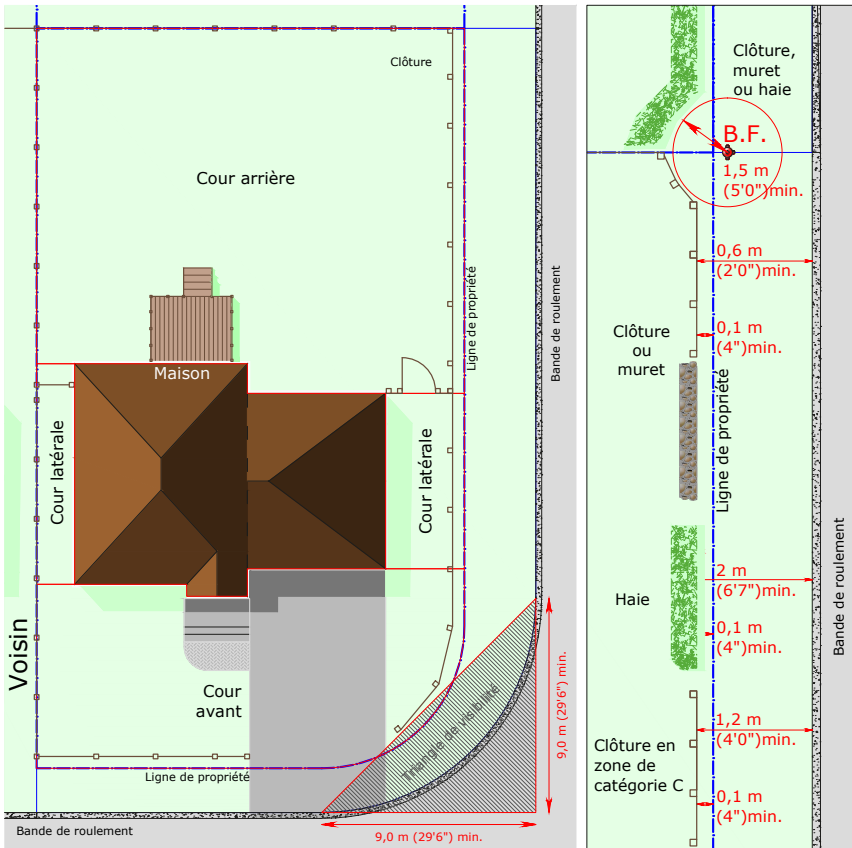 Clôture
Cour arrière
Ligne de propriété
Bande de roulement
Maison
Cour latérale
Cour latérale
Voisin
Cour
avant
Triangle de visibilité
9,0 m (29'6") min.
Ligne de propriété
Bande de roulement
9,0 m (29'6") min.
Clôture,
muret
ou haie
B.F.
1,5 m
(5'0")min.
0,6 m
(2'0")min.
0,1 m
(4")min.
Clôture
ou
muret
Ligne de propriété
Bande de roulement
2 m
(6'7")min.
Haie
0,1 m
(4")min.
1,2 m
(4'0")min.
Clôture en
zone de
catégorie C
0,1 m
(4")min.